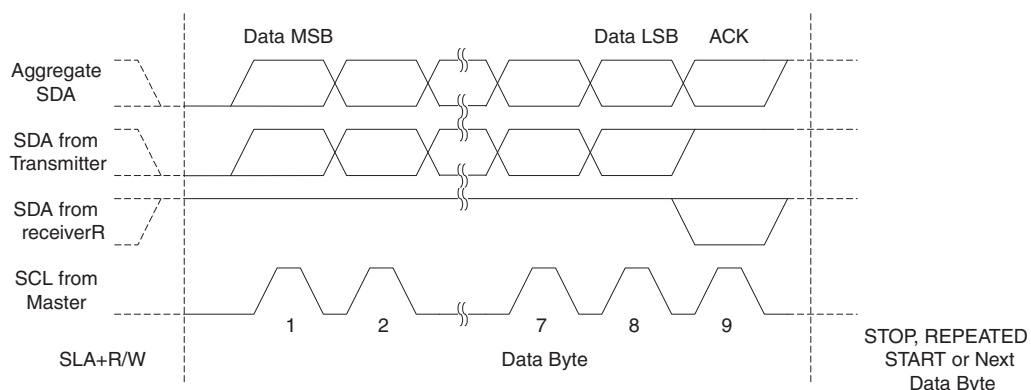 Data MSB
Data LSB
ACK
Aggregate
SDA
SDA from
Transmitter
SDA from
receiverR
SCL from
Master
1
2
7
8
9
SLA+R/W
Data Byte
STOP, REPEATED
START or Next
Data Byte